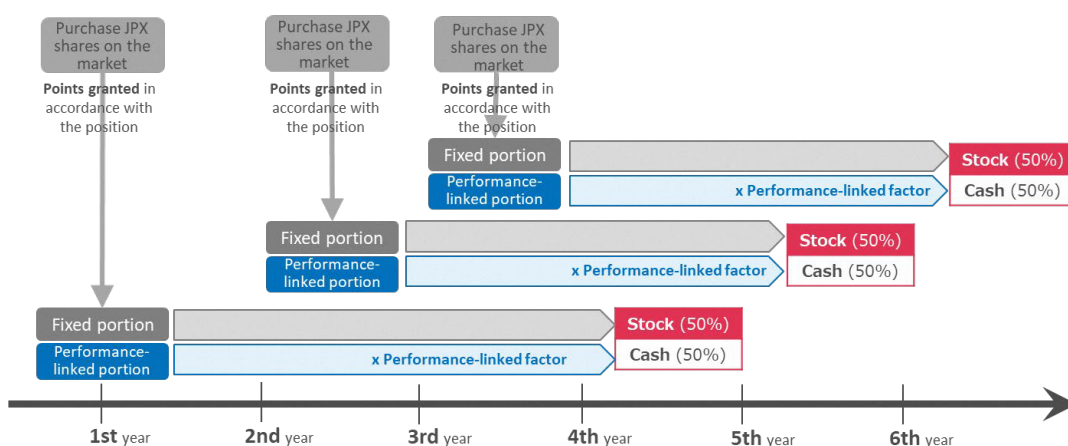 Purchase JPX
shares on the
market
Purchase JPX
shares on the
market
Purchase JPX
shares on the
market
Points granted in
accordance with
the position
Points granted in
accordance with
the position
Points granted in
accordance with
the position
Fixed portion
Stock (50%)
Performance-
linked portion
x Performance-linked factor
Cash (50%)
Fixed portion
Stock (50%)
Performance-
linked portion
x Performance-linked factor
Cash (50%)
Fixed portion
Stock (50%)
Performance-
linked portion
x Performance-linked factor
Cash (50%)
1st year
2nd year
3rd year
4th year
5th year
6th year